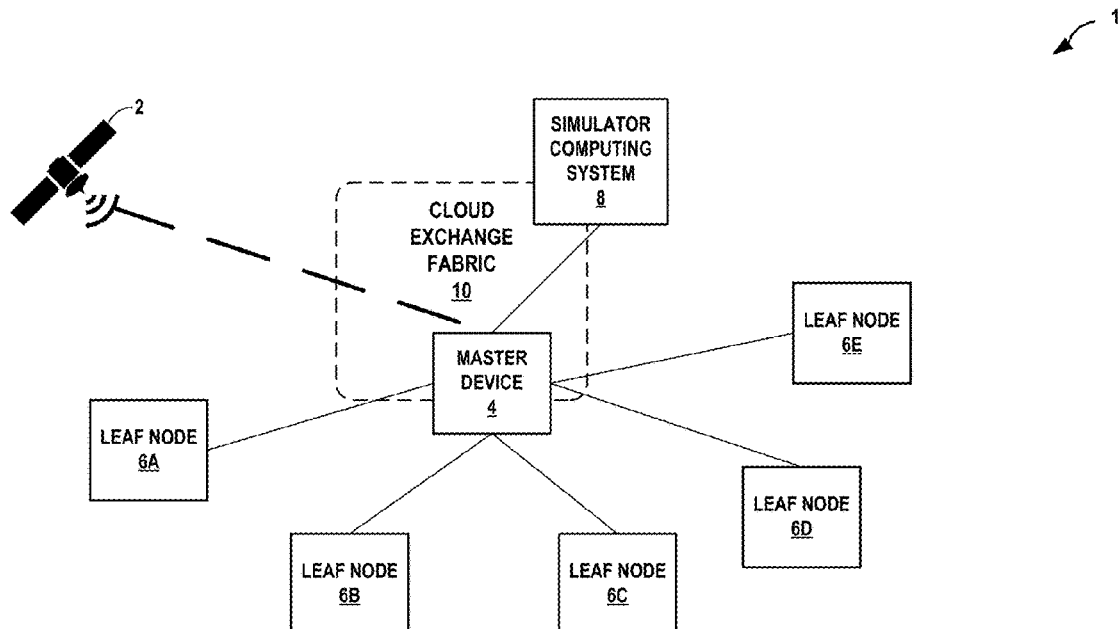 1
2
SIMULATOR
COMPUTING
SYSTEM
8
CLOUD
EXCHANGE
FABRIC
10
MASTER
DEVICE
4
LEAF NODE
6E
LEAF NODE
6A
LEAF NODE
6D
LEAF NODE
6B
LEAF NODE
6C